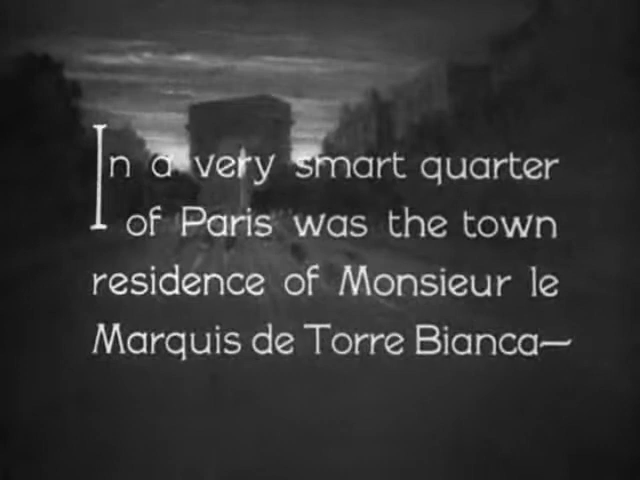 In a very smart quarter
of Paris was the town
residence of Monsieur le
Marquis de Torre Bianca—